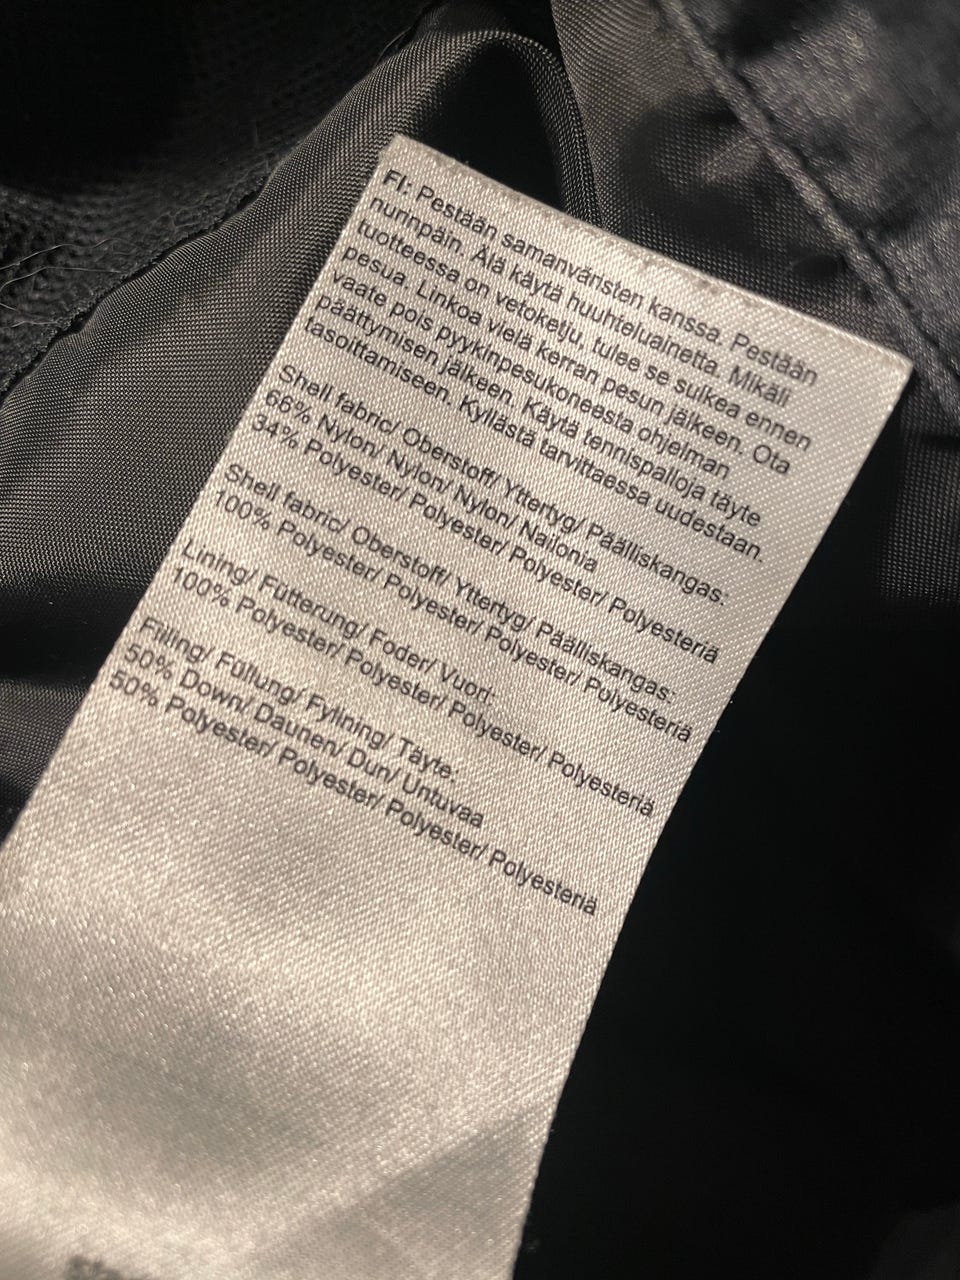 FI: Pestään samanväristen kanssa. Pestään
nurinpäin. Älä käytä huuhteluainetta. Mikäli
tuotteessa on vetoketju, tulee se sulkea ennen
pesua. Linkoa vielä kerran pesun jälkeen. Ota
vaate pois pyykinpesukoneesta ohjelman
päättymisen jälkeen. Käytä tennispalloja täyte
tasoittamiseen. Kyllästä tarvittaessa uudestaan.
Shell fabric/ Oberstoff/ Yttertyg/ Päälliskangas:
66% Nylon/ Nylon/ Nylon/ Nailonia
34% Polyester/ Polyester/ Polyester/ Polyesteriä
Shell fabric/ Oberstoff/ Yttertyg/ Päälliskangas:
100% Polyester/ Polyester/ Polyester/ Polyesteriä
Lining/ Fütterung/ Foder/ Vuori:
100% Polyester/ Polyester/ Polyester/ Polyesteriä
Filling/ Füllung/ Fyllning/ Täyte:
50% Down/ Daunen/ Dun/ Untuvaa
50% Polyester/ Polyester/ Polyester/ Polyesteriä